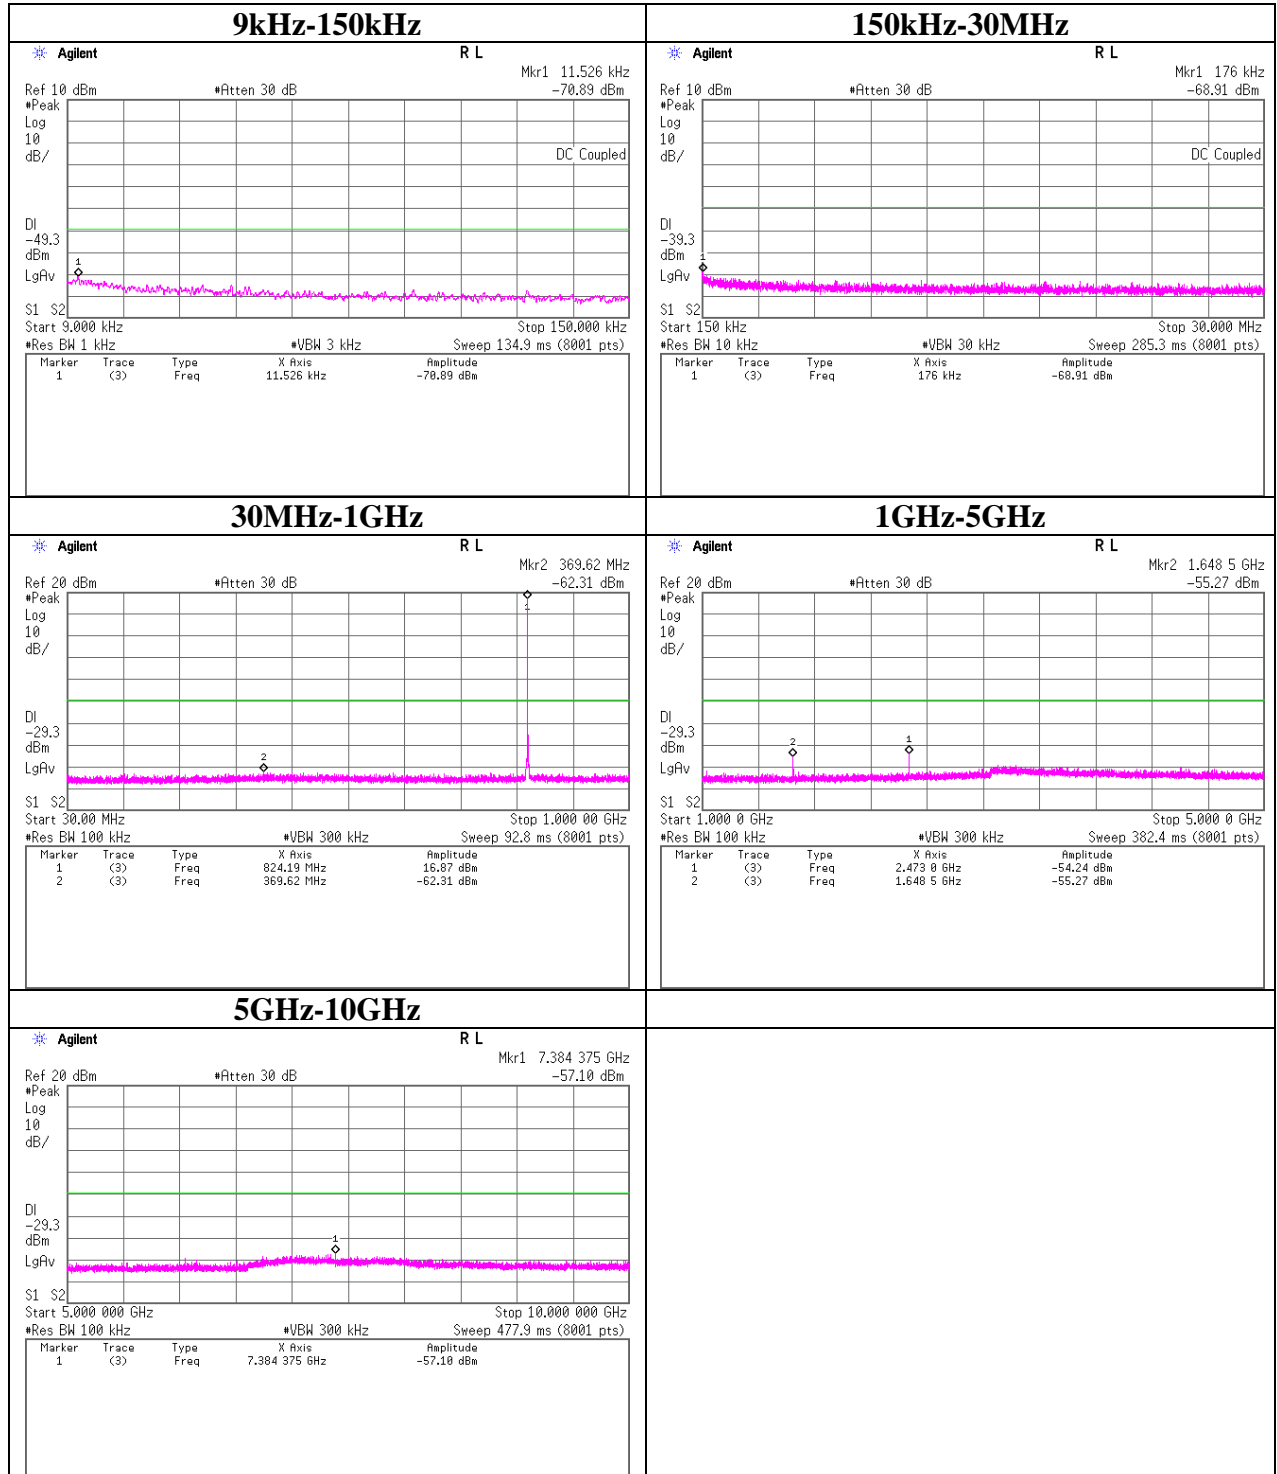 9kHz-150kHz
Agilent R L
Mkr1 11.526 kHz
Ref 10 dBm #Atten 30 dB -70.89 dBm
#Peak
Log
10
dB/
DC Coupled
DI
-49.3
dBm
1
LgAv
S1 S2
Start 9.000 kHz Stop 150.000 kHz
#Res BW 1 kHz #VBW 3 kHz Sweep 134.9 ms (8001 pts)
Marker Trace Type X Axis Amplitude
1 (3) Freq 11.526 kHz -70.89 dBm
150kHz-30MHz
Agilent R L
Mkr1 176 kHz
Ref 10 dBm #Atten 30 dB -68.91 dBm
#Peak
Log
10
dB/
DC Coupled
DI
-39.3
dBm
1
LgAv
S1 S2
Start 150 kHz Stop 30.000 MHz
#Res BW 10 kHz #VBW 30 kHz Sweep 285.3 ms (8001 pts)
Marker Trace Type X Axis Amplitude
1 (3) Freq 176 kHz -68.91 dBm
30MHz-1GHz
Agilent R L
Mkr2 369.62 MHz
Ref 20 dBm #Atten 30 dB -62.31 dBm
#Peak
1
Log
10
dB/
DI
-29.3
dBm
2
LgAv
S1 S2
Start 30.00 MHz Stop 1.000 00 GHz
#Res BW 100 kHz #VBW 300 kHz Sweep 92.8 ms (8001 pts)
Marker Trace Type X Axis Amplitude
1 (3) Freq 824.19 MHz 16.87 dBm
2 (3) Freq 369.62 MHz -62.31 dBm
1GHz-5GHz
Agilent R L
Mkr2 1.648 5 GHz
Ref 20 dBm #Atten 30 dB -55.27 dBm
#Peak
Log
10
dB/
DI
-29.3
dBm
2 1
LgAv
S1 S2
Start 1.000 0 GHz Stop 5.000 0 GHz
#Res BW 100 kHz #VBW 300 kHz Sweep 382.4 ms (8001 pts)
Marker Trace Type X Axis Amplitude
1 (3) Freq 2.473 0 GHz -54.24 dBm
2 (3) Freq 1.648 5 GHz -55.27 dBm
5GHz-10GHz
Agilent R L
Mkr1 7.384 375 GHz
Ref 20 dBm #Atten 30 dB -57.10 dBm
#Peak
Log
10
dB/
DI
-29.3
dBm
1
LgAv
S1 S2
Start 5.000 000 GHz Stop 10.000 000 GHz
#Res BW 100 kHz #VBW 300 kHz Sweep 477.9 ms (8001 pts)
Marker Trace Type X Axis Amplitude
1 (3) Freq 7.384 375 GHz -57.10 dBm